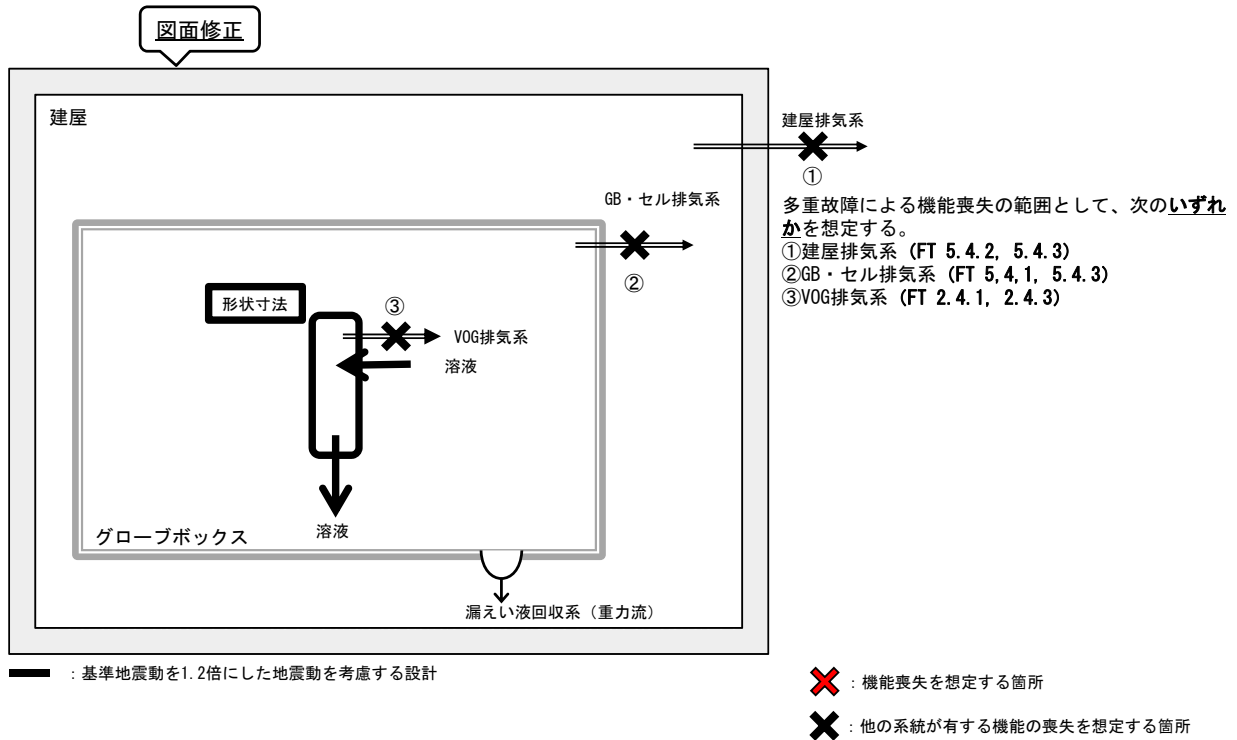 図面修正
建屋
建屋排気系
①
GB・セル排気系
②
多重故障による機能喪失の範囲として、次のいずれ
かを想定する。
①建屋排気系 (FT 5.4.2, 5.4.3)
②GB・セル排気系 (FT 5,4,1, 5.4.3)
③VOG排気系 (FT 2.4.1, 2.4.3)
形状寸法
③
VOG排気系
溶液
溶液
グローブボックス
漏えい液回収系（重力流）
：基準地震動を1.2倍にした地震動を考慮する設計
：機能喪失を想定する箇所
：他の系統が有する機能の喪失を想定する箇所